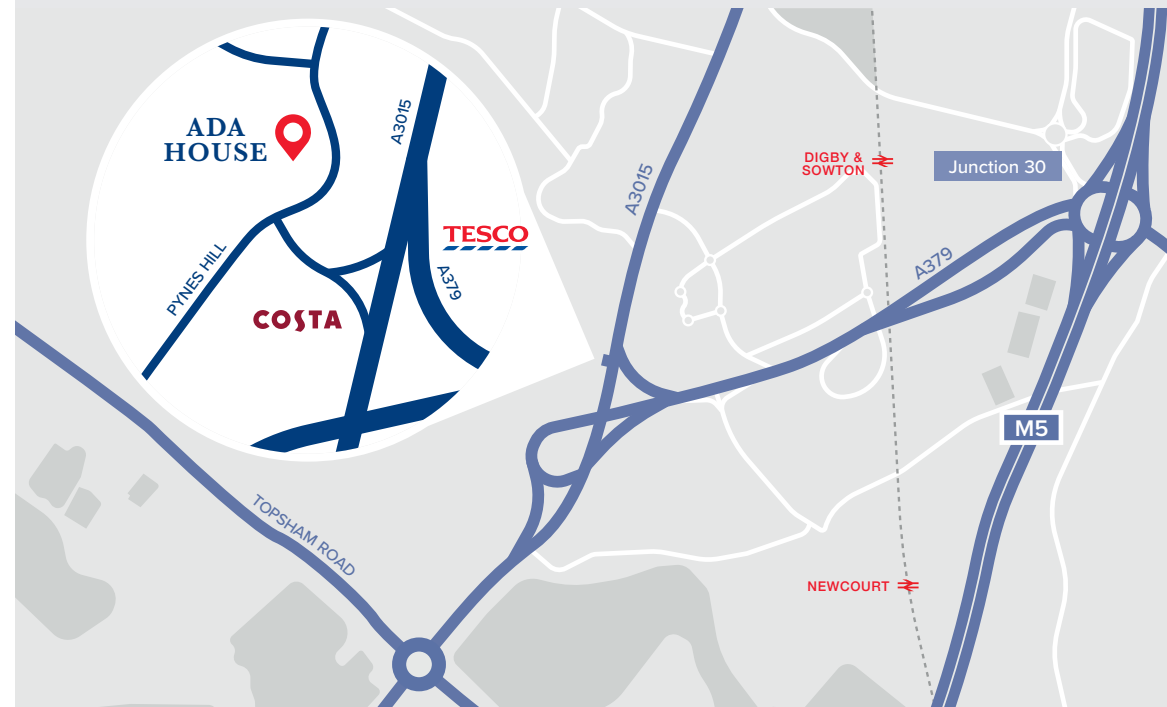 ADA
HOUSE
A3015
TESCO
A379
PYNES HILL
COSTA
A3015
DIGBY &
SOWTON
Junction 30
A379
M5
TOPSHAM ROAD
NEWCOURT